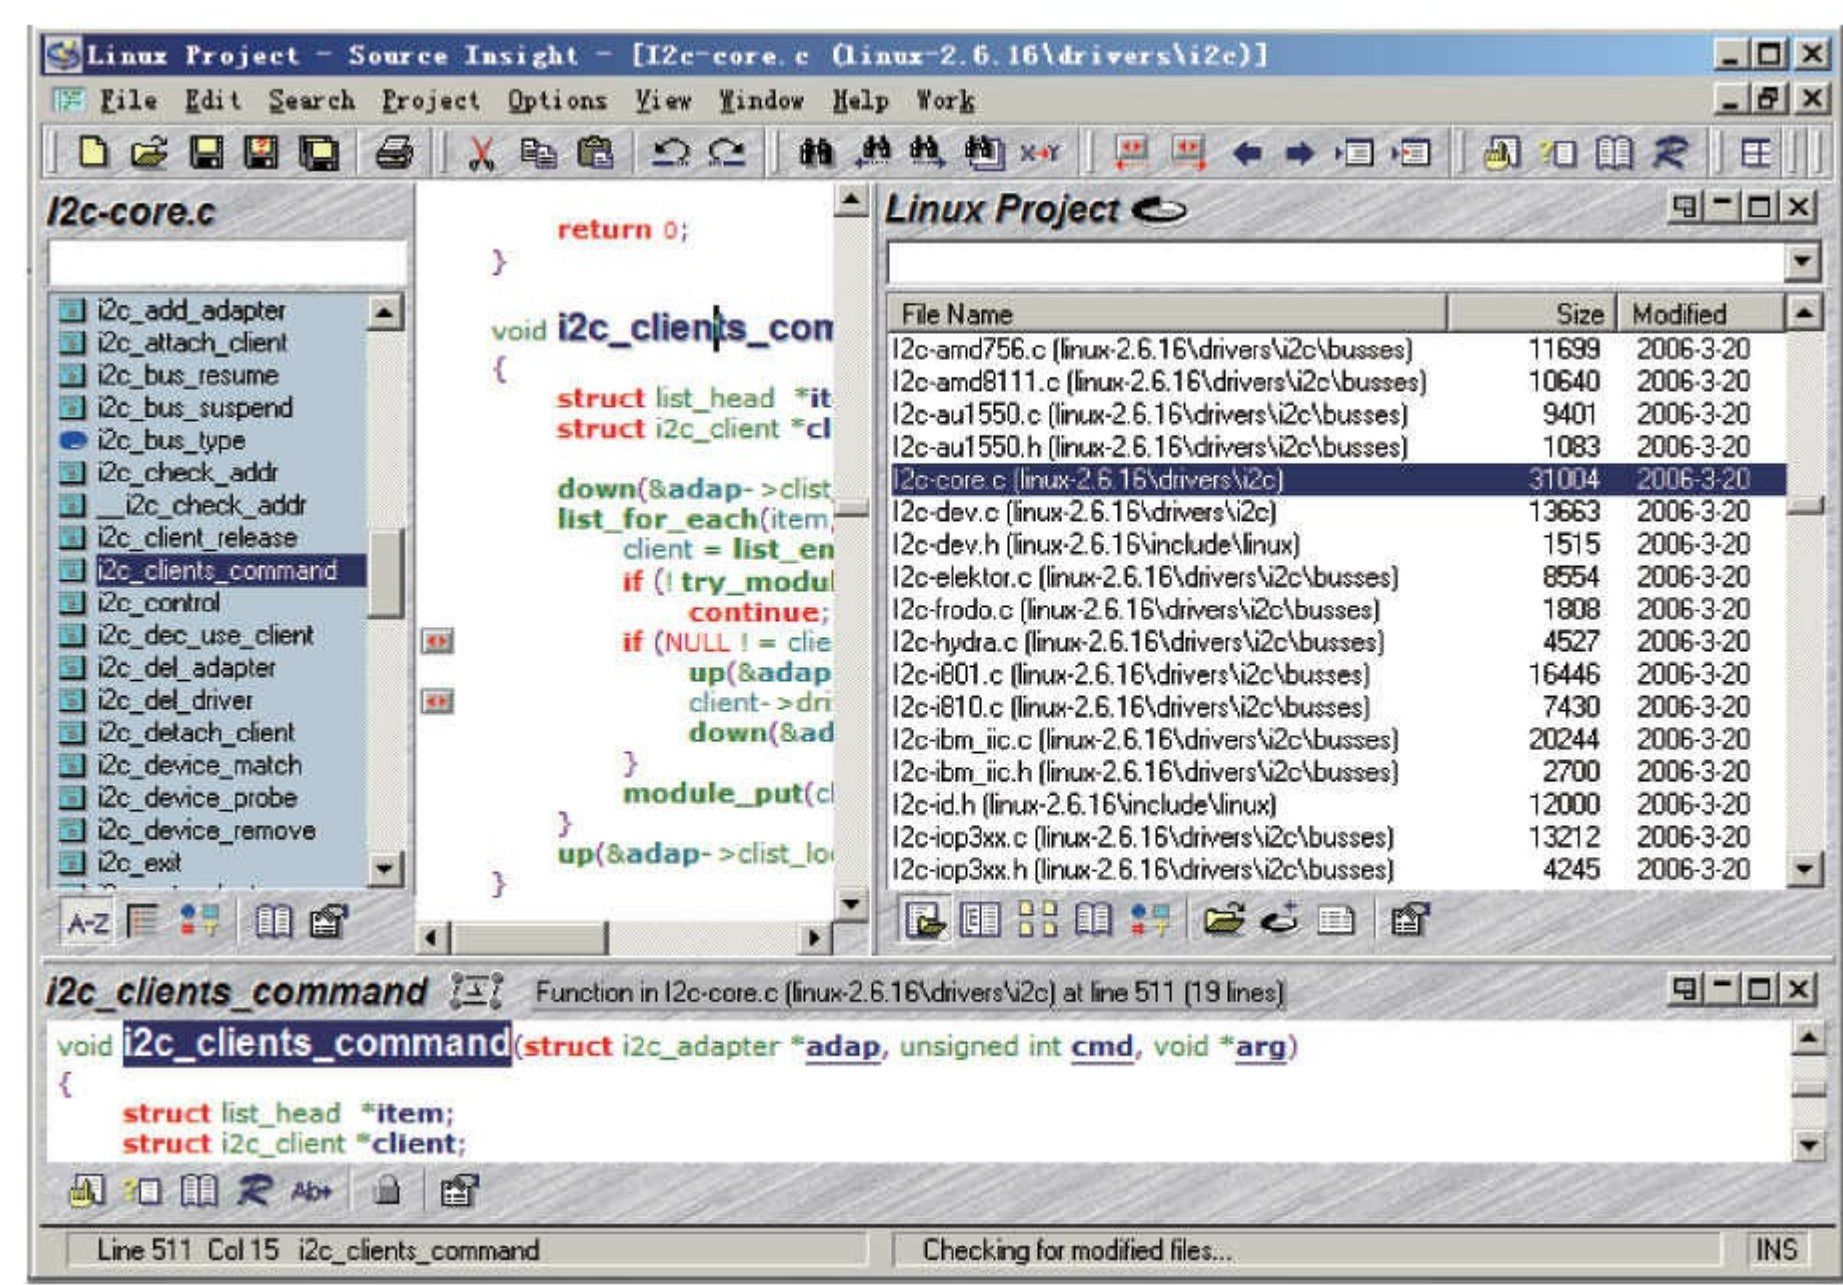 Linux Project - Source Insight - [I2c-core.c (linux-2.6.16\drivers\i2c)]
File Edit Search Project Options View Window Help Work
I2c-core.c
i2c_add_adapter
i2c_attach_client
i2c_bus_resume
i2c_bus_suspend
i2c_bus_type
i2c_check_addr
__i2c_check_addr
i2c_client_release
i2c_clients_command
i2c_control
i2c_dec_use_client
i2c_del_adapter
i2c_del_driver
i2c_detach_client
i2c_device_match
i2c_device_probe
i2c_device_remove
i2c_exit
A-Z
return 0;
}
void i2c_clients_com
{
struct list_head *it
struct i2c_client *cl
down(&adap->clist_
list_for_each(item,
client = list_en
if (! try_modul
continue;
if (NULL != clie
up(&adap
client->dri
down(&ad
}
module_put(cl
}
up(&adap->clist_lo
}
Linux Project
File Name Size Modified
I2c-amd756.c (linux-2.6.16\drivers\i2c\busses) 11699 2006-3-20
I2c-amd8111.c (linux-2.6.16\drivers\i2c\busses) 10640 2006-3-20
I2c-au1550.c (linux-2.6.16\drivers\i2c\busses) 9401 2006-3-20
I2c-au1550.h (linux-2.6.16\drivers\i2c\busses) 1083 2006-3-20
I2c-core.c (linux-2.6.16\drivers\i2c) 31004 2006-3-20
I2c-dev.c (linux-2.6.16\drivers\i2c) 13663 2006-3-20
I2c-dev.h (linux-2.6.16\include\linux) 1515 2006-3-20
I2c-elektor.c (linux-2.6.16\drivers\i2c\busses) 8554 2006-3-20
I2c-frodo.c (linux-2.6.16\drivers\i2c\busses) 1808 2006-3-20
I2c-hydra.c (linux-2.6.16\drivers\i2c\busses) 4527 2006-3-20
I2c-i801.c (linux-2.6.16\drivers\i2c\busses) 16446 2006-3-20
I2c-i810.c (linux-2.6.16\drivers\i2c\busses) 7430 2006-3-20
I2c-ibm_iic.c (linux-2.6.16\drivers\i2c\busses) 20244 2006-3-20
I2c-ibm_iic.h (linux-2.6.16\drivers\i2c\busses) 2700 2006-3-20
I2c-id.h (linux-2.6.16\include\linux) 12000 2006-3-20
I2c-iop3xx.c (linux-2.6.16\drivers\i2c\busses) 13212 2006-3-20
I2c-iop3xx.h (linux-2.6.16\drivers\i2c\busses) 4245 2006-3-20
i2c_clients_command Function in I2c-core.c (linux-2.6.16\drivers\i2c) at line 511 (19 lines)
void i2c_clients_command(struct i2c_adapter *adap, unsigned int cmd, void *arg)
{
struct list_head *item;
struct i2c_client *client;
Line 511 Col 15 i2c_clients_command Checking for modified files... INS